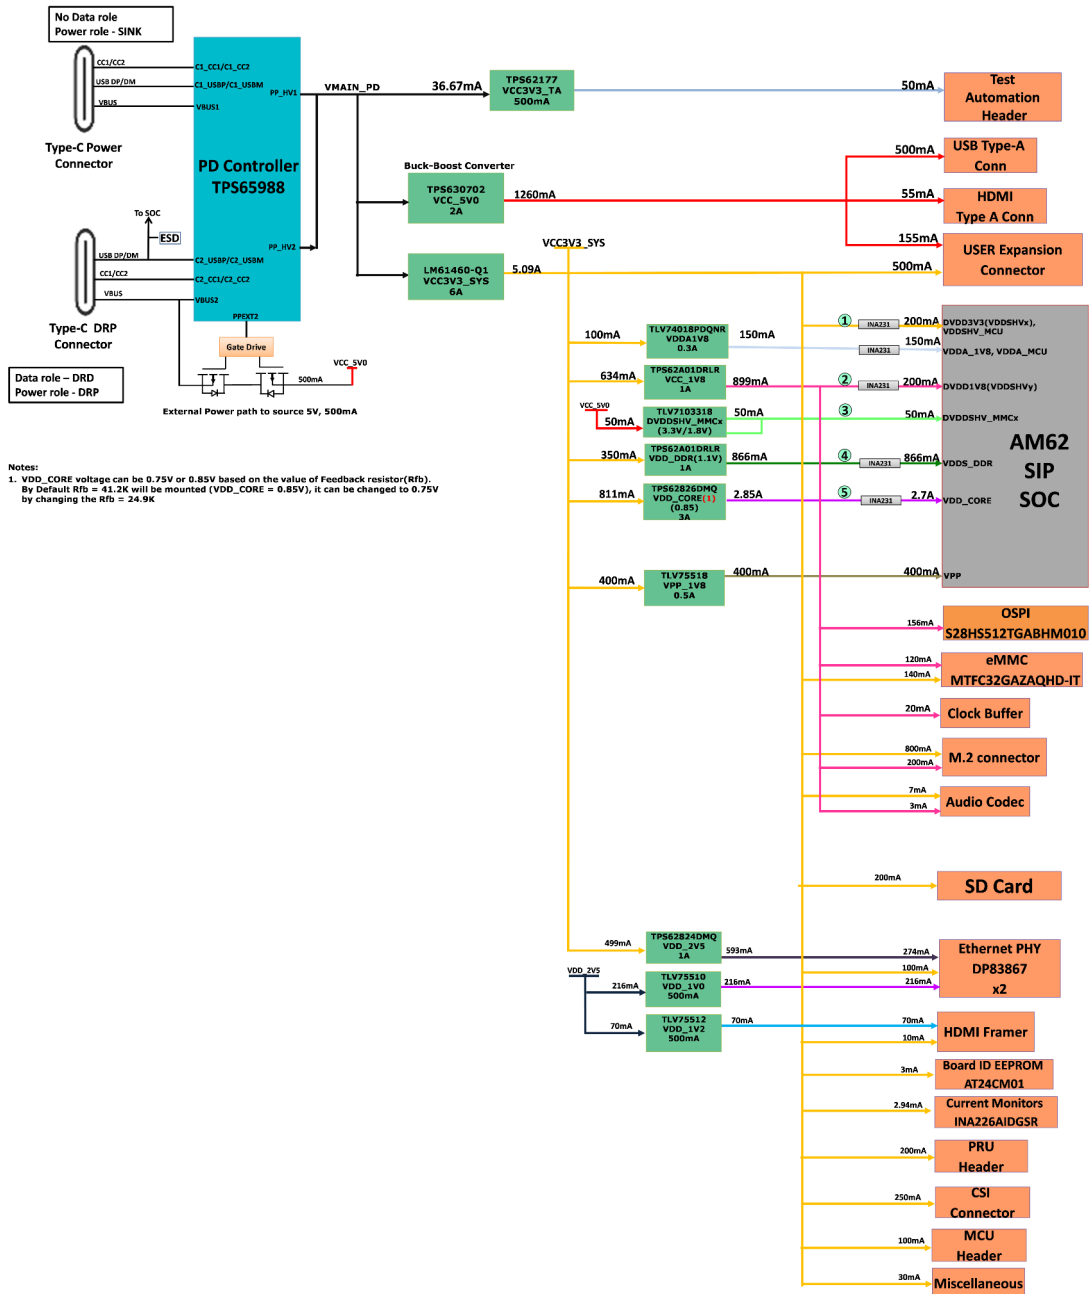 No Data role
Power role - SINK
CC1/CC2
USB DP/DM
VBUS
Type-C Power
Connector
C1_CC1/C1_CC2
C1_USBP/C1_USBM
PP_HV1
VBUS1
PD Controller
TPS65988
PP_HV2
C2_USBP/C2_USBM
C2_CC1/C2_CC2
VBUS2
PPEXT2
To SOC
ESD
USB DP/DM
CC1/CC2
VBUS
Type-C DRP
Connector
Data role – DRD
Power role - DRP
Gate Drive
500mA
VCC_5V0
External Power path to source 5V, 500mA
Notes:
1. VDD_CORE voltage can be 0.75V or 0.85V based on the value of Feedback resistor(Rfb).
By Default Rfb = 41.2K will be mounted (VDD_CORE = 0.85V), it can be changed to 0.75V
by changing the Rfb = 24.9K
VMAIN_PD
36.67mA
TPS62177
VCC3V3_TA
500mA
50mA
Test
Automation
Header
Buck-Boost Converter
TPS630702
VCC_5V0
2A
1260mA
500mA
USB Type-A
Conn
55mA
HDMI
Type A Conn
155mA
USER Expansion
Connector
500mA
LM61460-Q1
VCC3V3_SYS
6A
5.09A
VCC3V3_SYS
100mA
TLV74018PDQNR
VDDA1V8
0.3A
150mA
1
INA231
200mA
DVDD3V3(VDDSHVx),
VDDSHV_MCU
INA231
150mA
VDDA_1V8, VDDA_MCU
634mA
TPS62A01DRLR
VCC_1V8
1A
899mA
2
INA231
200mA
DVDD1V8(VDDSHVy)
VCC_5V0
50mA
TLV7103318
DVDDSHV_MMCx
(3.3V/1.8V)
50mA
3
50mA
DVDDSHV_MMCx
350mA
TPS62A01DRLR
VDD_DDR(1.1V)
1A
866mA
4
INA231
866mA
VDDS_DDR
811mA
TPS62826DMQ
VDD_CORE(1)
(0.85)
3A
2.85A
5
INA231
2.7A
VDD_CORE
AM62
SIP
SOC
400mA
TLV75518
VPP_1V8
0.5A
400mA
400mA
VPP
156mA
OSPI
S28HS512TGABHM010
120mA
140mA
eMMC
MTFC32GAZAQHD-IT
20mA
Clock Buffer
800mA
200mA
M.2 connector
7mA
3mA
Audio Codec
200mA
SD Card
499mA
TPS62824DMQ
VDD_2V5
1A
593mA
274mA
100mA
216mA
Ethernet PHY
DP83867
x2
VDD_2V5
216mA
TLV75510
VDD_1V0
500mA
216mA
70mA
TLV75512
VDD_1V2
500mA
70mA
70mA
10mA
HDMI Framer
3mA
Board ID EEPROM
AT24CM01
2.94mA
Current Monitors
INA226AIDGSR
200mA
PRU
Header
250mA
CSI
Connector
100mA
MCU
Header
30mA
Miscellaneous